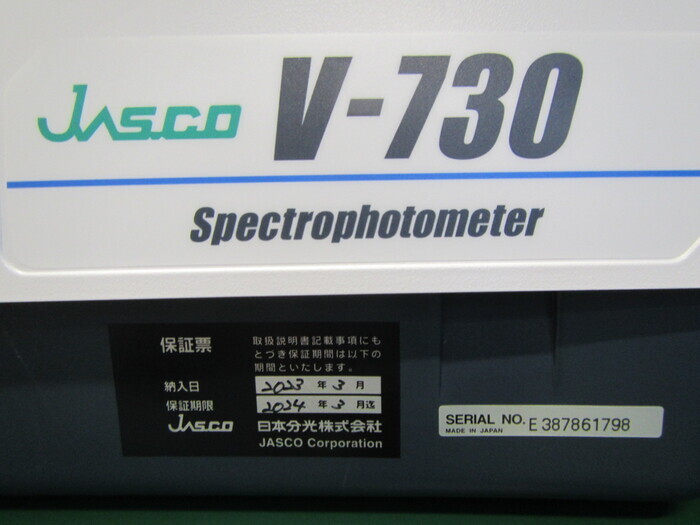 JASCO V-730
Spectrophotometer
保証票
取扱説明書記載事項にも
とつき保証期間は以下の
期間といたします。
納入日 2023 年 3 月
保証期限 2024 年 3 月迄
JASCO 日本分光株式会社
JASCO Corporation
SERIAL NO. E 387861798
MADE IN JAPAN